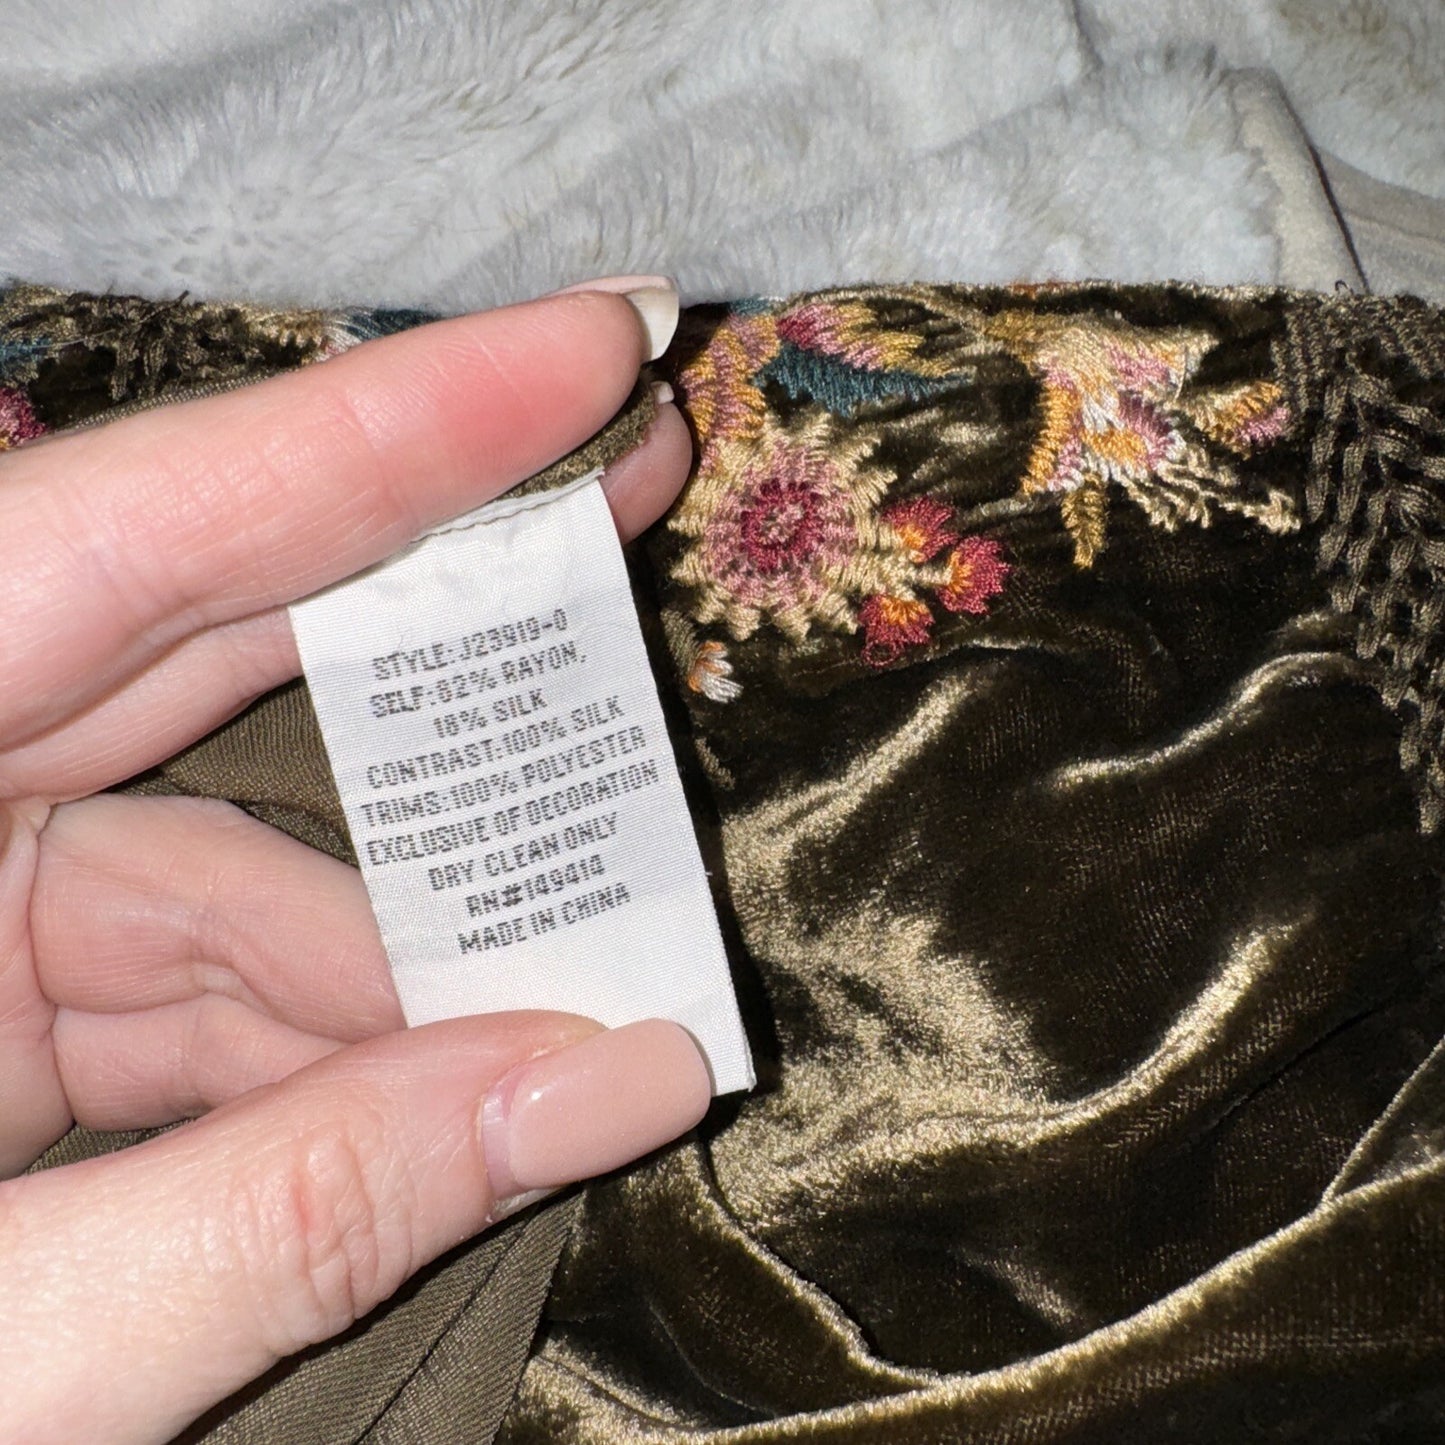 STYLE:J23919-0
SELF:82% RAYON,
18% SILK
CONTRAST:100% SILK
TRIMS:100% POLYESTER
EXCLUSIVE OF DECORATION
DRY CLEAN ONLY
RN#149414
MADE IN CHINA